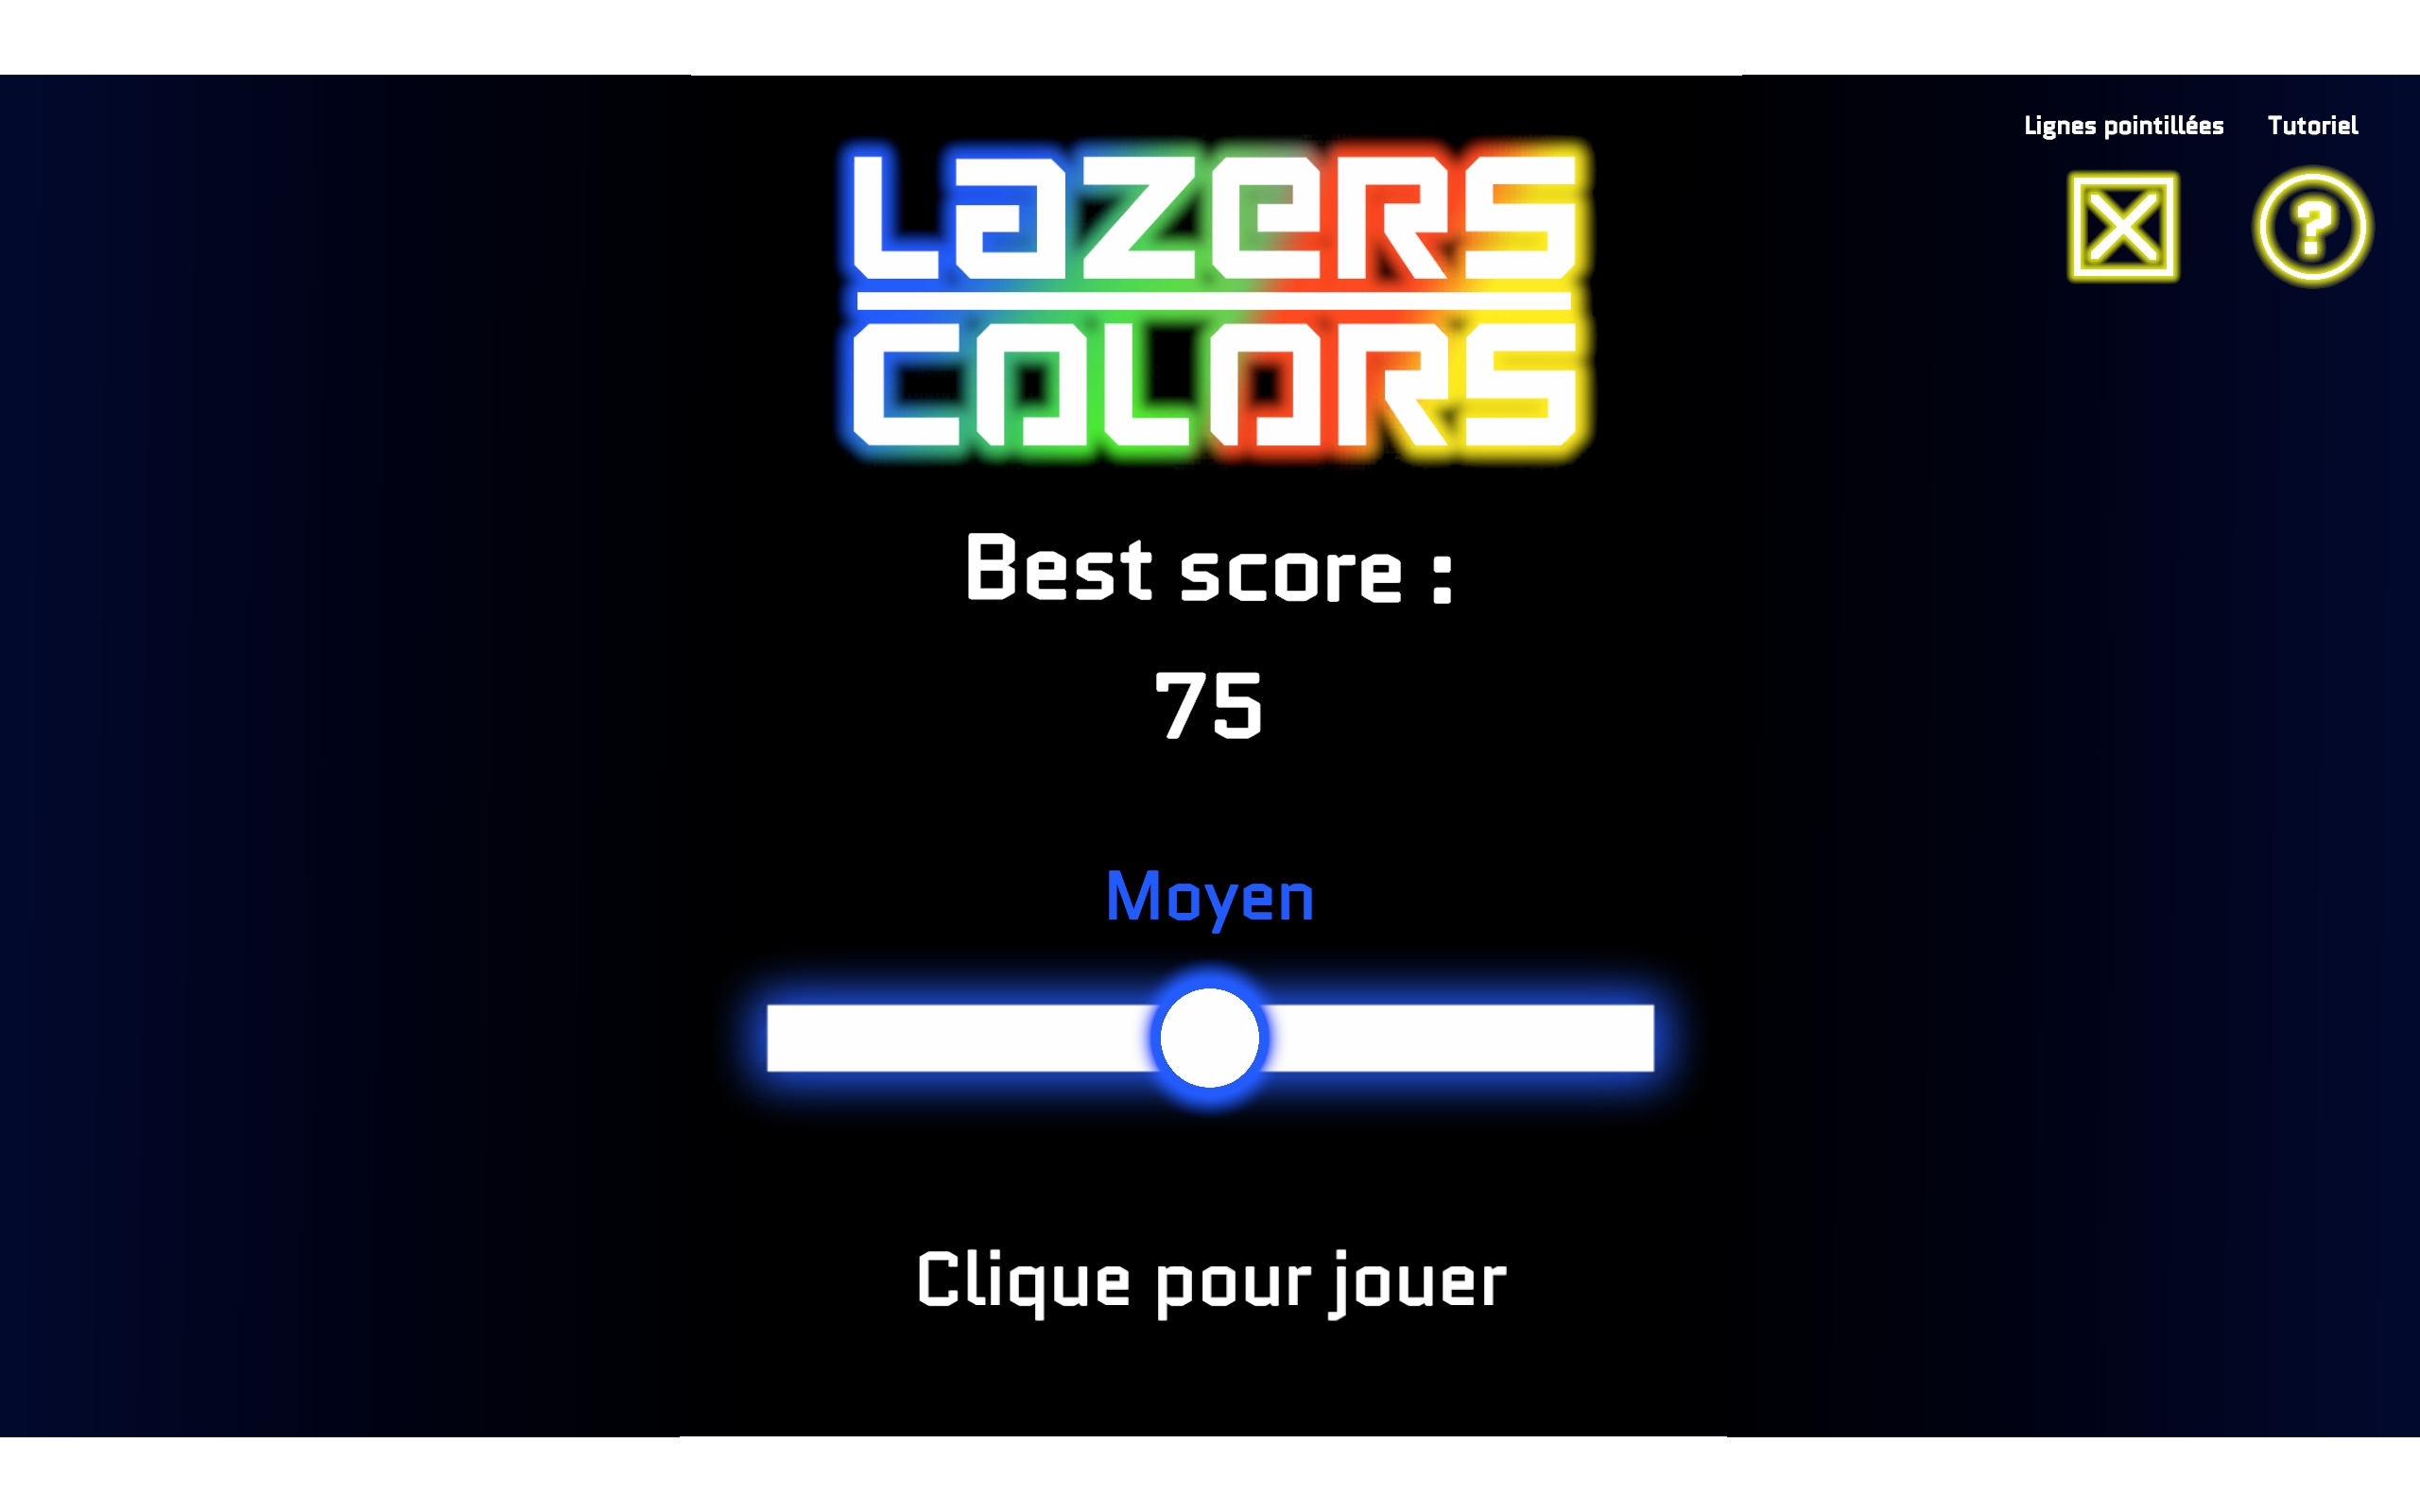 Lignes pointillées Tutoriel
LaZeRS
COLORS
Best score :
75
Moyen
Clique pour jouer